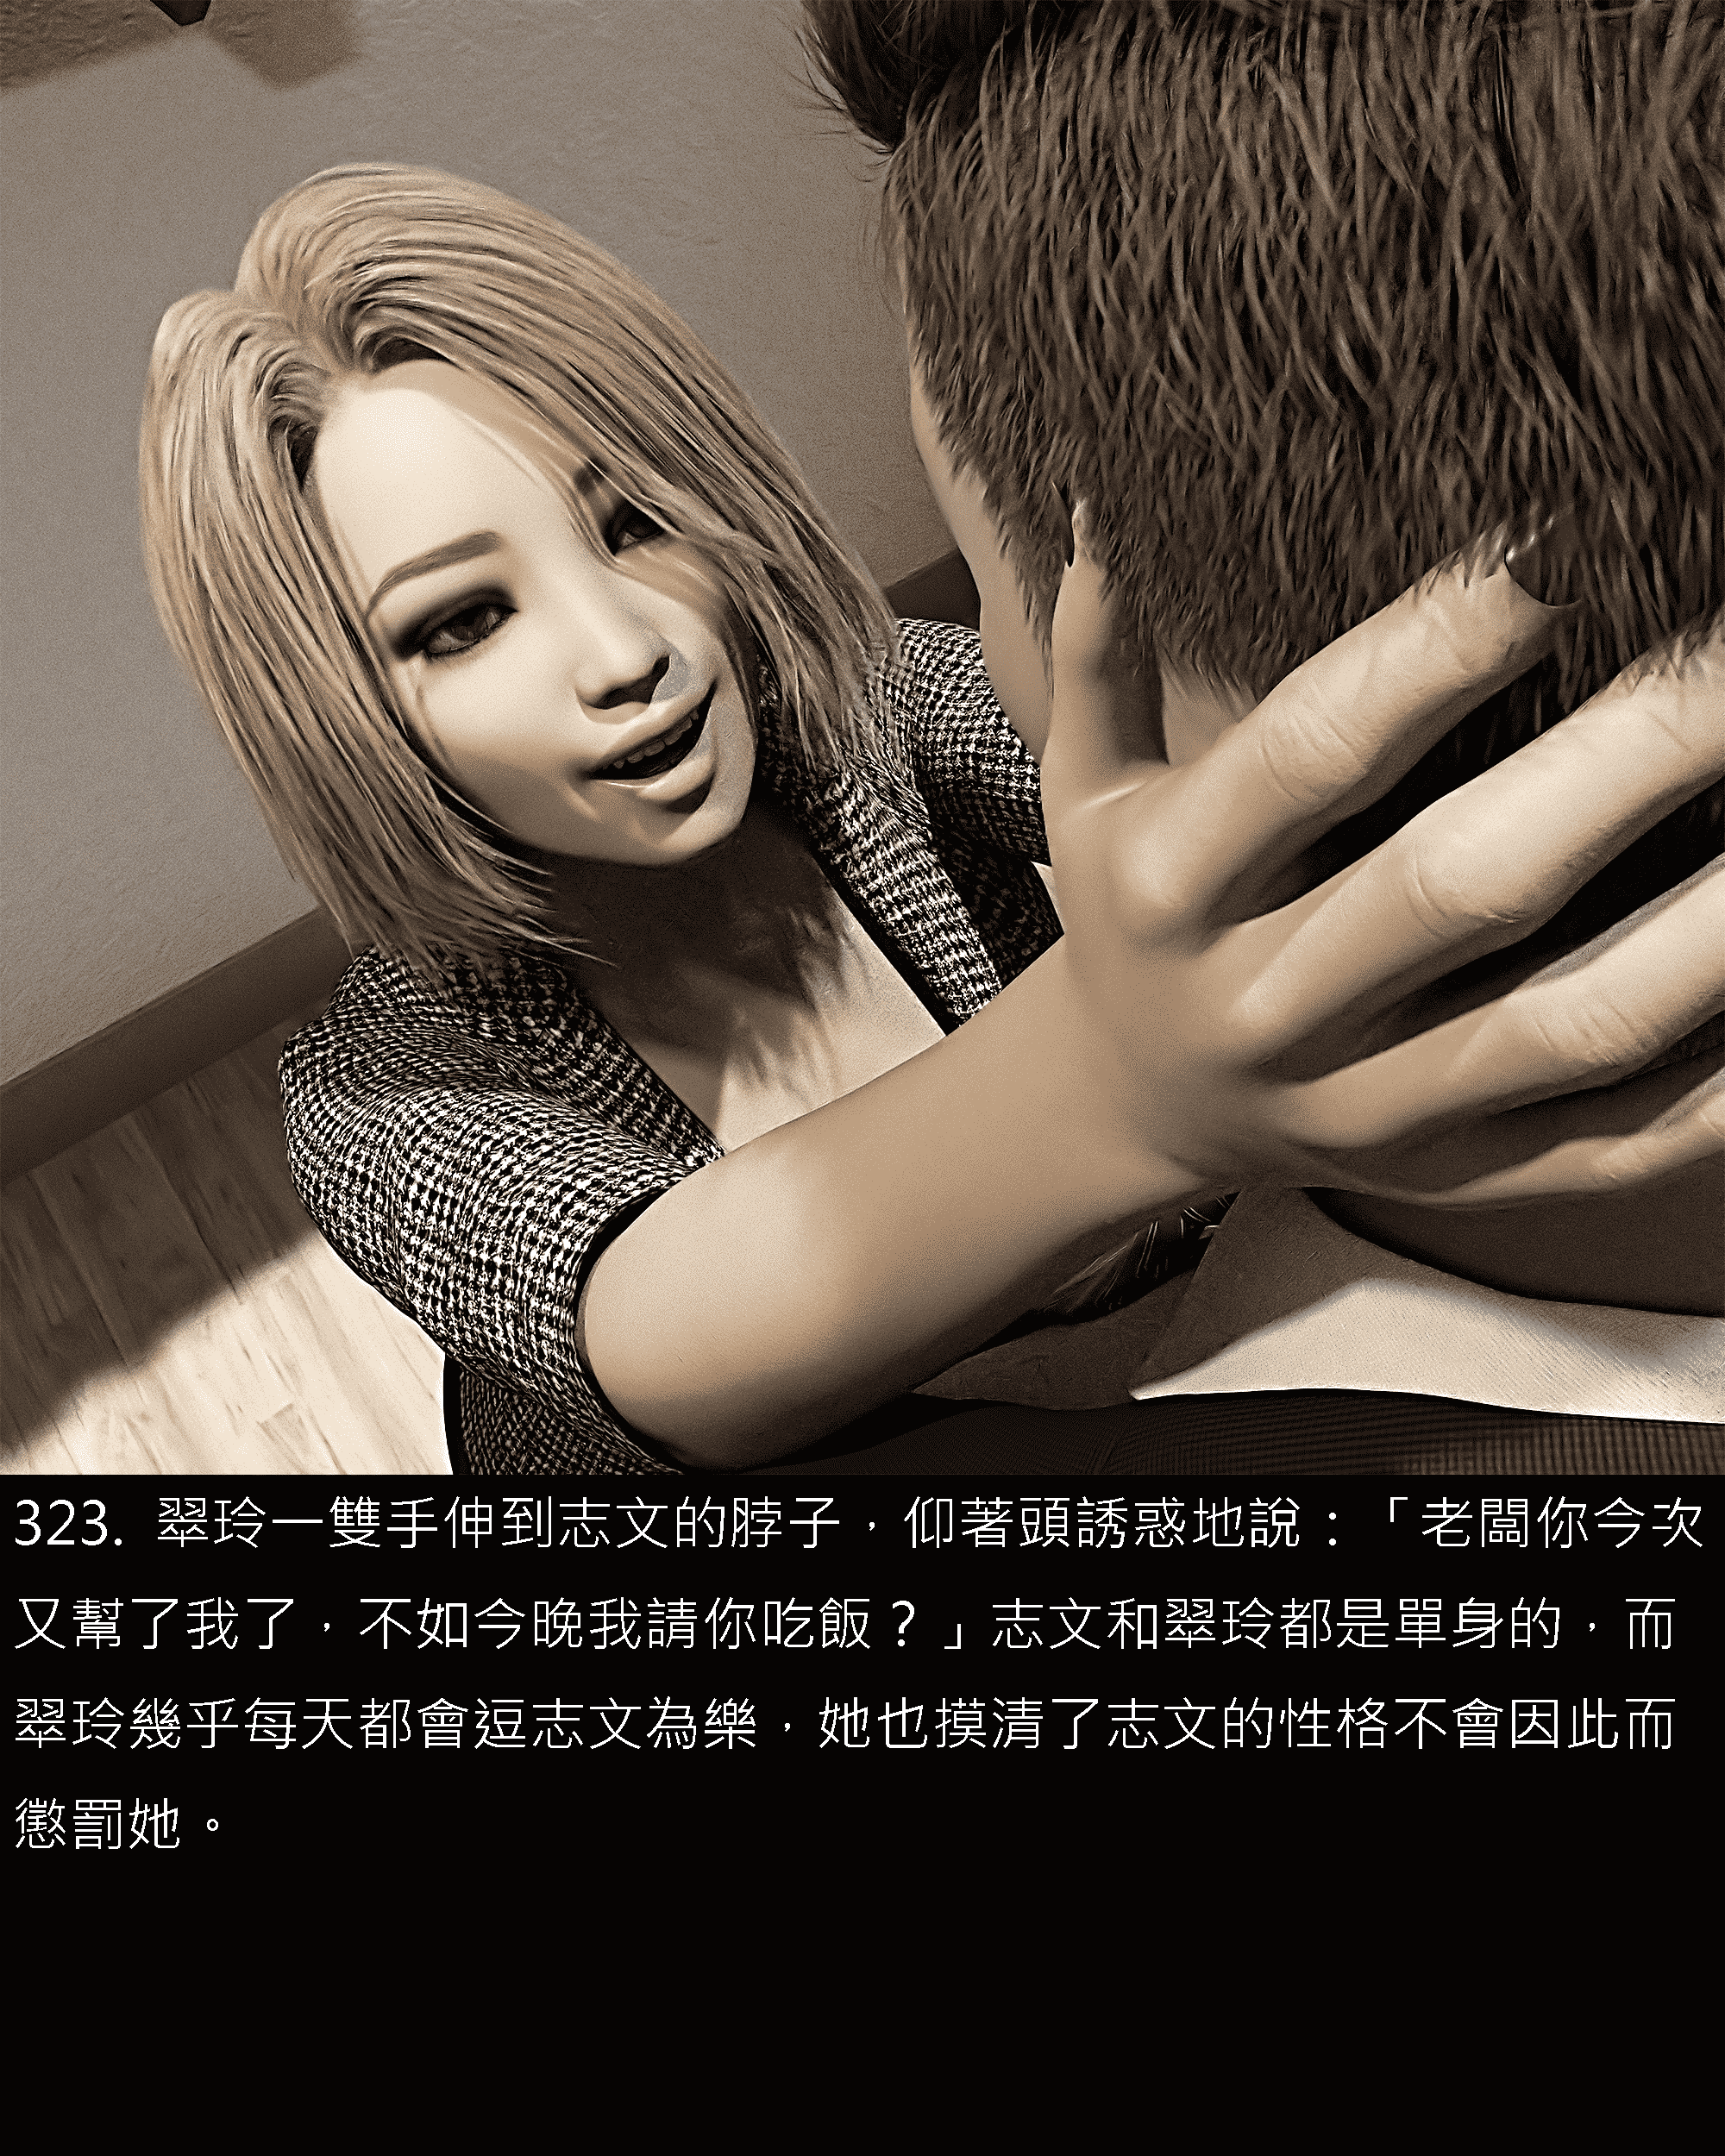 323. 翠玲一雙手伸到志文的脖子，仰著頭誘惑地說：「老闆你今次
又幫了我了，不如今晚我請你吃飯？」志文和翠玲都是單身的，而
翠玲幾乎每天都會逗志文為樂，她也摸清了志文的性格不會因此而
懲罰她。